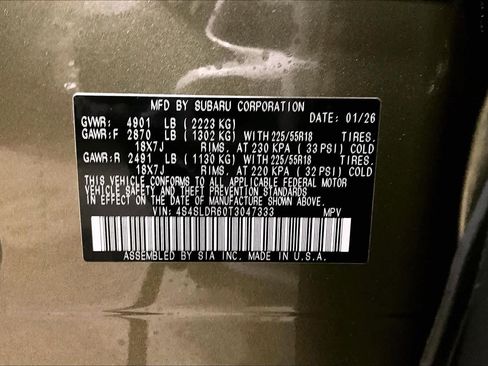 MFD BY SUBARU CORPORATION
GVWR: 4901 LB (2223 KG) DATE: 01/26
GAWR:F 2870 LB (1302 KG) WITH 225/55R18 TIRES.
18X7J RIMS, AT 230 KPA (33 PSI) COLD
GAWR:R 2491 LB (1130 KG) WITH 225/55R18 TIRES.
18X7J RIMS, AT 220 KPA (32 PSI) COLD
THIS VEHICLE CONFORMS TO ALL APPLICABLE FEDERAL MOTOR
VEHICLE SAFETY STANDARDS IN EFFECT ON THE DATE OF
MANUFACTURE SHOWN ABOVE.
VIN: 4S4SLDR60T3047333 MPV
ASSEMBLED BY SIA INC. MADE IN U.S.A.